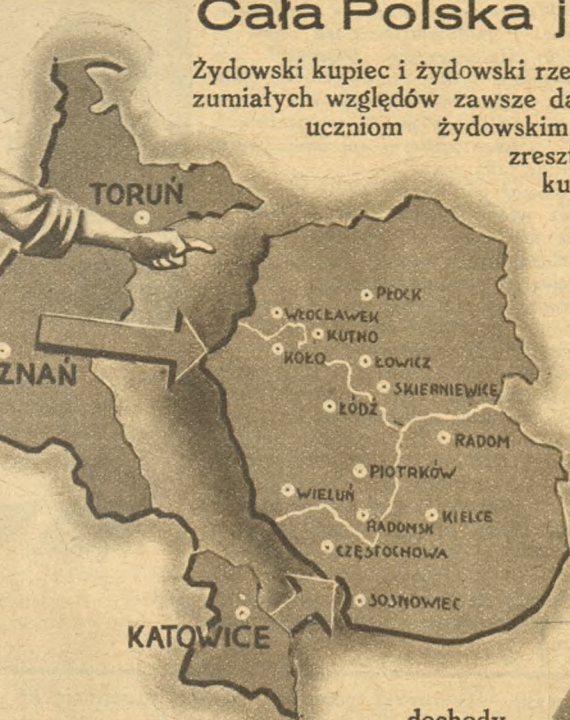 Cała Polska j
Żydowski kupiec i żydowski rze
zumiałych względów zawsze da
uczniom żydowskim
zreszt
ku
TORUŃ
PŁOCK
WŁOCŁAWEK
KUTNO
KOŁO
ŁOWICZ
ZNAŃ
SKIERNIEWICE
ŁÓDŹ
RADOM
PIOTRKÓW
WIELUŃ
RADOMSK
KIELCE
CZĘSTOCHOWA
SOSNOWIEC
KATOWICE
dochody